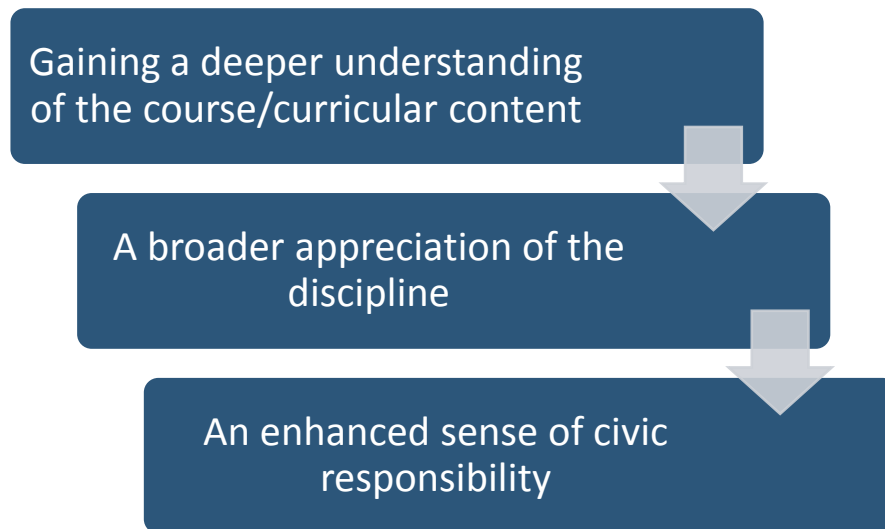 Gaining a deeper understanding
of the course/curricular content
A broader appreciation of the
discipline
An enhanced sense of civic
responsibility